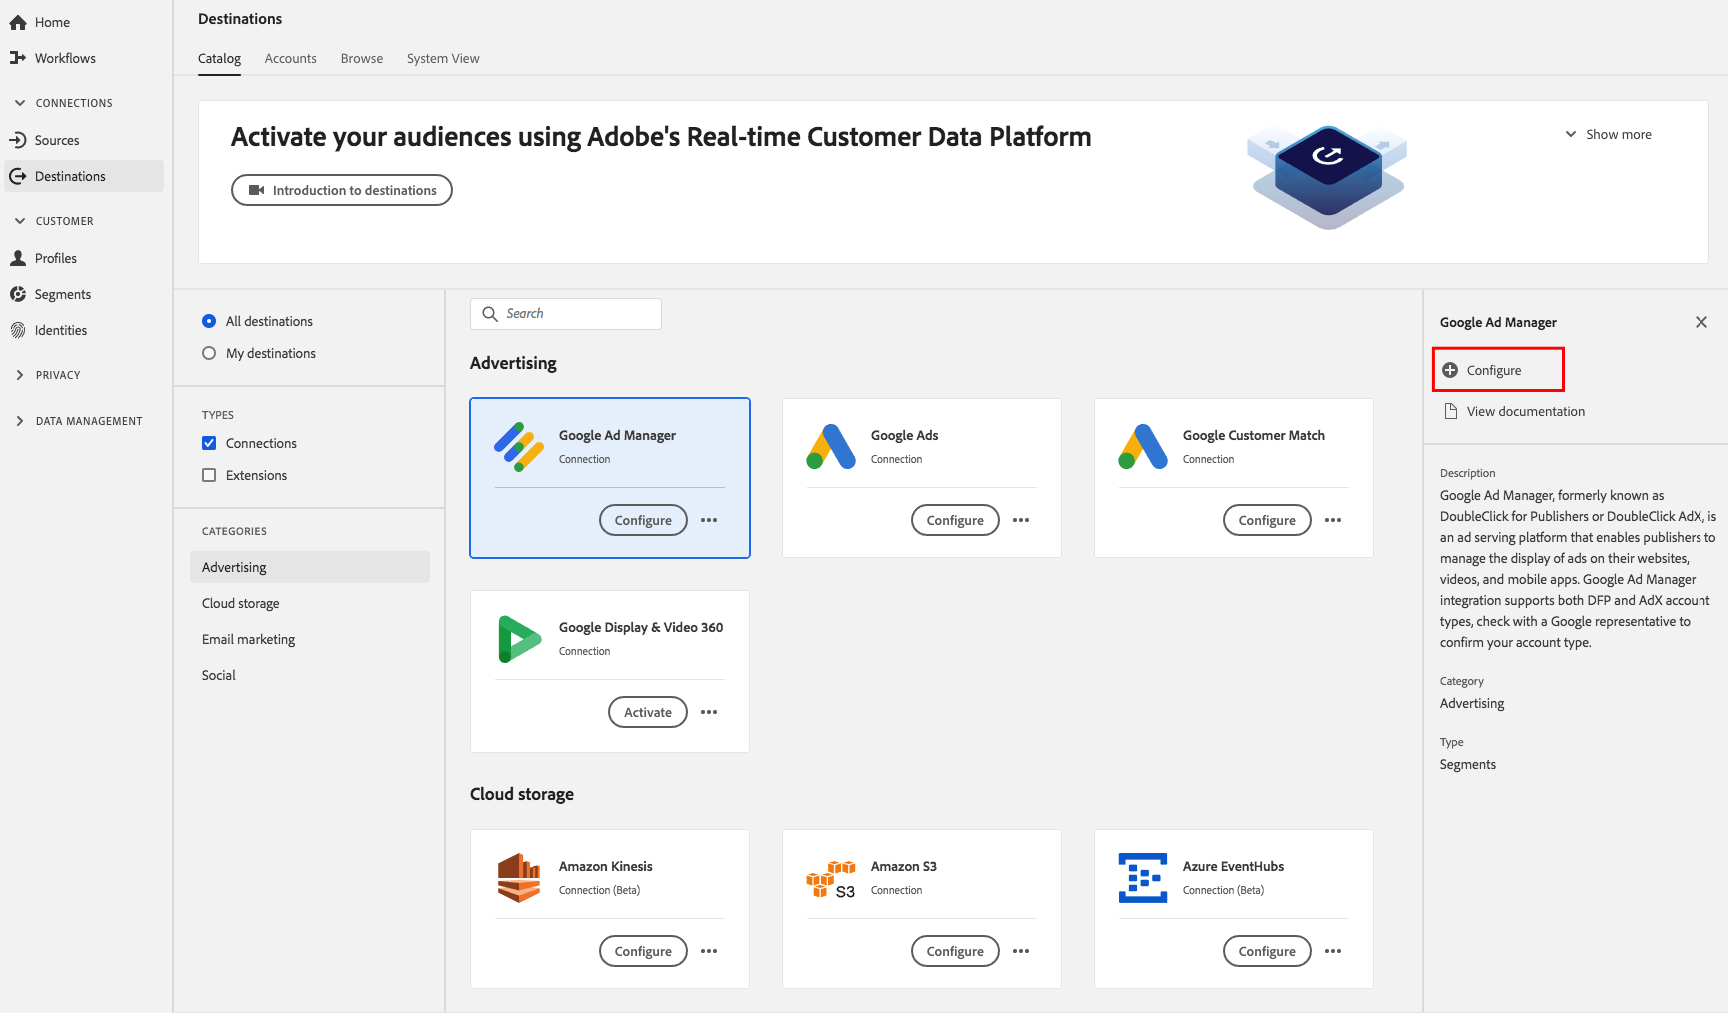 Home
Workflows
CONNECTIONS
Sources
Destinations
CUSTOMER
Profiles
Segments
Identities
PRIVACY
DATA MANAGEMENT
Destinations
Catalog
Accounts
Browse
System View
Activate your audiences using Adobe's Real-time Customer Data Platform
Introduction to destinations
Show more
All destinations
My destinations
TYPES
Connections
Extensions
CATEGORIES
Advertising
Cloud storage
Email marketing
Social
Search
Advertising
Google Ad Manager
Connection
Configure
Google Ads
Connection
Configure
Google Customer Match
Connection
Configure
Google Display & Video 360
Connection
Activate
Cloud storage
Amazon Kinesis
Connection (Beta)
Configure
S3
Amazon S3
Connection
Configure
Azure EventHubs
Connection (Beta)
Configure
Google Ad Manager
Configure
View documentation
Description
Google Ad Manager, formerly known as
DoubleClick for Publishers or DoubleClick AdX, is
an ad serving platform that enables publishers to
manage the display of ads on their websites,
videos, and mobile apps. Google Ad Manager
integration supports both DFP and AdX account
types, check with a Google representative to
confirm your account type.
Category
Advertising
Type
Segments